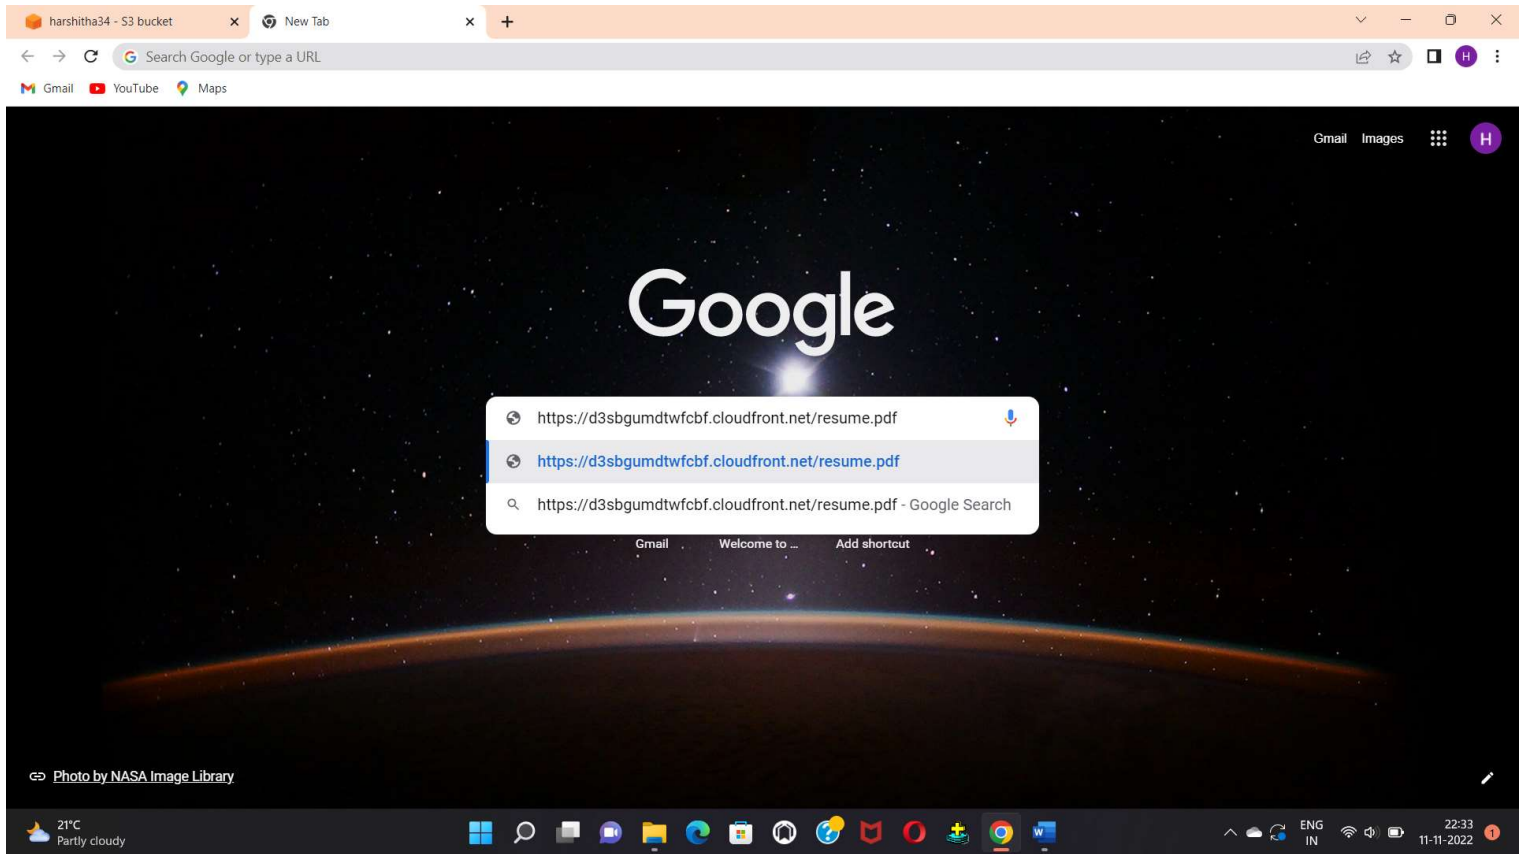 harshitha34 - S3 bucket
New Tab
Search Google or type a URL
Gmail
YouTube
Maps
Gmail
Images
H
H
Google
https://d3sbgumdtwfcbf.cloudfront.net/resume.pdf
https://d3sbgumdtwfcbf.cloudfront.net/resume.pdf
https://d3sbgumdtwfcbf.cloudfront.net/resume.pdf - Google Search
Gmail
Welcome to ...
Add shortcut
Photo by NASA Image Library
21°C
Partly cloudy
ENG
IN
22:33
11-11-2022
1